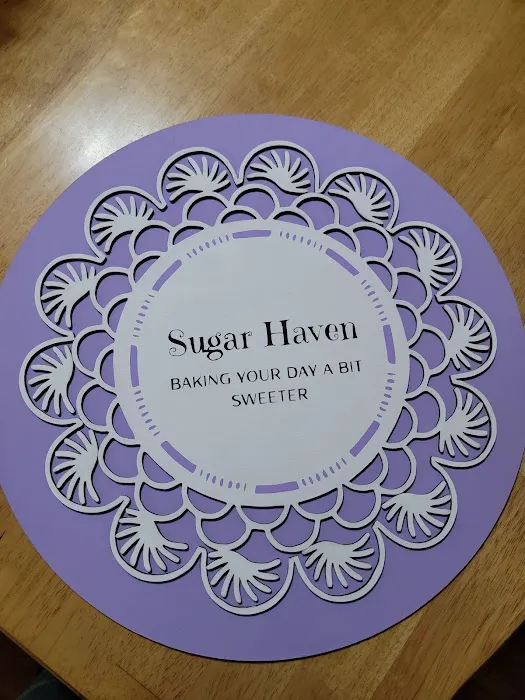 Sugar Haven
BAKING YOUR DAY A BIT
SWEETER